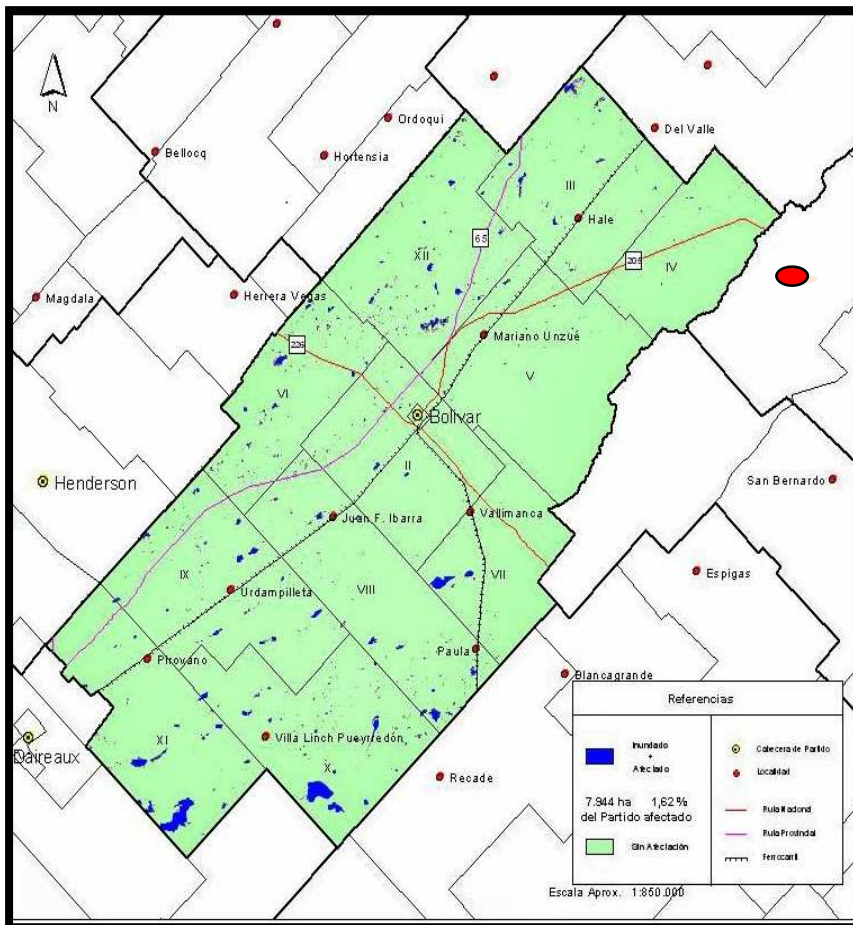 N
Ordoqui
Del Valle
Bellocq
Hortensia
III
Hale
65
XII
205
IV
Magdala
Herrera Vegas
Mariano Unzué
226
V
VI
Bolívar
II
Henderson
San Bernardo
Juan F. Ibarra
Vallimanca
IX
VII
Espigas
Urdampilleta
VIII
Paula
Pirovano
Blancagrande
Referencias
XI
Villa Linch Pueyrredón
Daireaux
X
Inundado
+
Afectado
Cabecera de Partido
Localidad
Recade
7.944 ha 1,62 %
del Partido afectado
Ruta Nacional
Ruta Provincial
Sin Afectación
Ferrocarril
Escala Aprox. 1:850.000